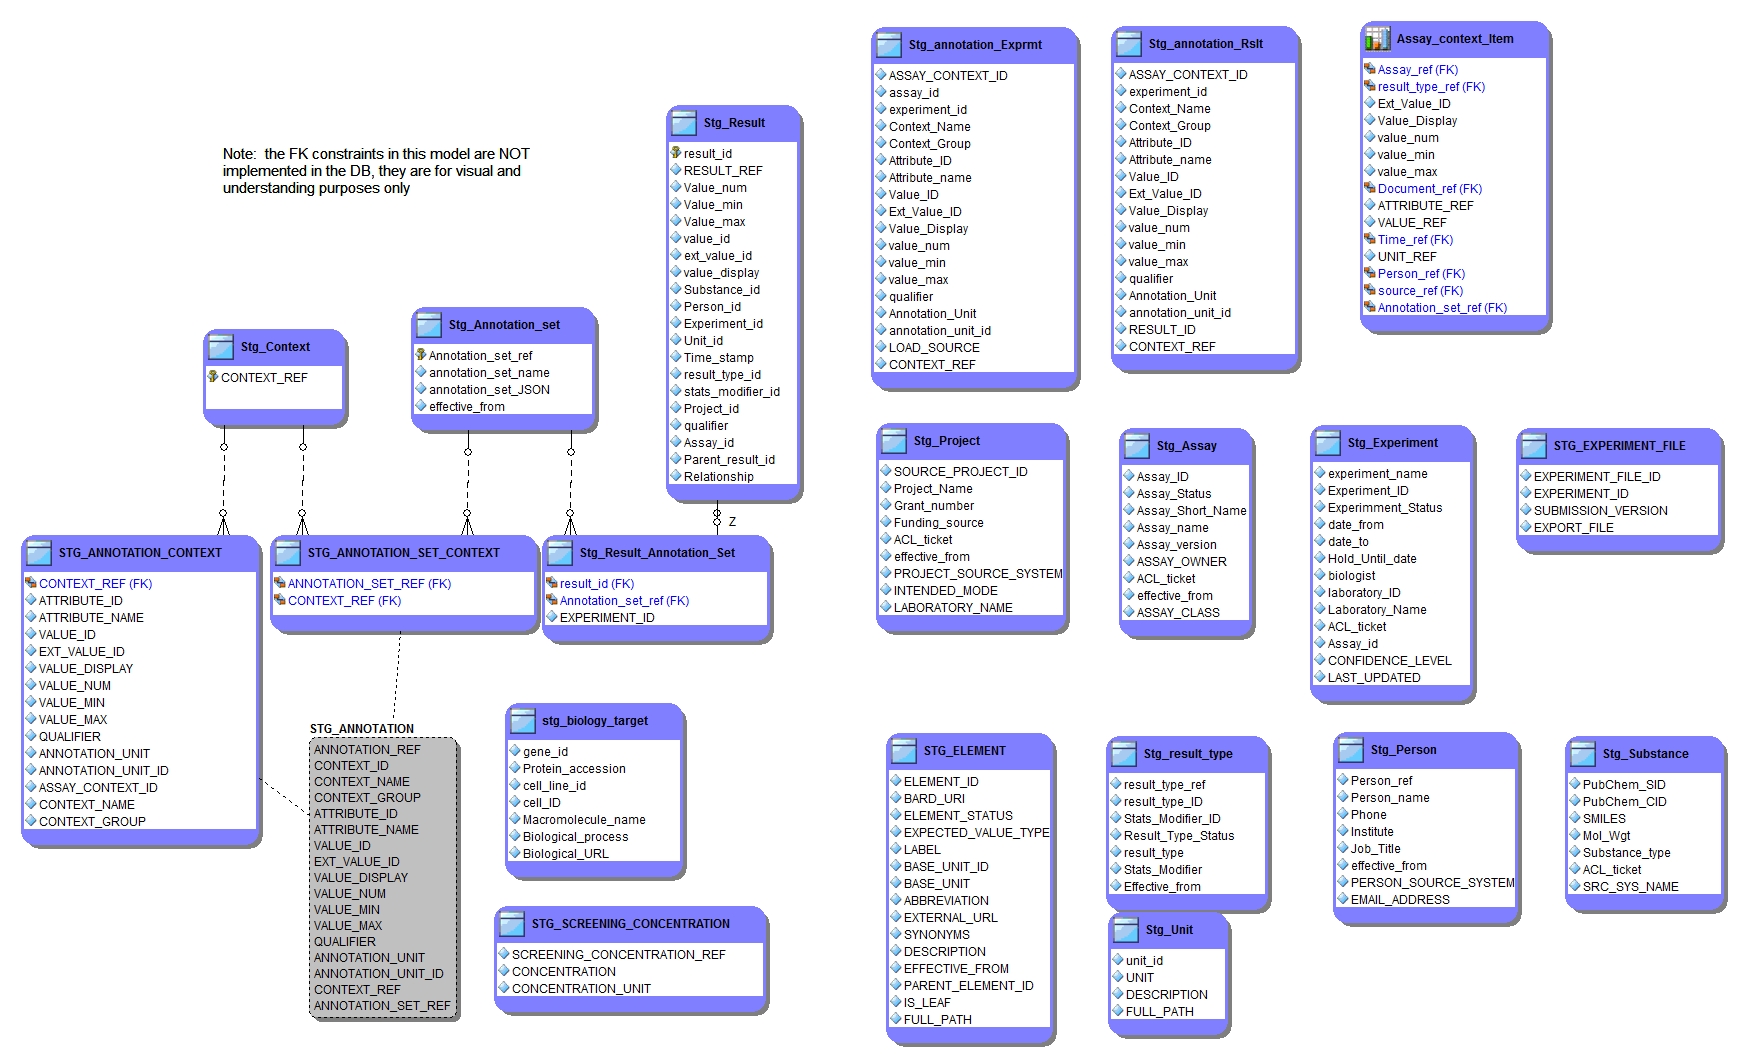 Note:  the FK constraints in this model are NOT
implemented in the DB, they are for visual and
understanding purposes only
Stg_Context
CONTEXT_REF
Stg_Annotation_set
Annotation_set_ref
annotation_set_name
annotation_set_JSON
effective_from
Stg_Result
result_id
RESULT_REF
Value_num
Value_min
Value_max
value_id
ext_value_id
value_display
Substance_id
Person_id
Experiment_id
Unit_id
Time_stamp
result_type_id
stats_modifier_id
Project_id
qualifier
Assay_id
Parent_result_id
Relationship
Z
Stg_annotation_Exprmt
ASSAY_CONTEXT_ID
assay_id
experiment_id
Context_Name
Context_Group
Attribute_ID
Attribute_name
Value_ID
Ext_Value_ID
Value_Display
value_num
value_min
value_max
qualifier
Annotation_Unit
annotation_unit_id
LOAD_SOURCE
CONTEXT_REF
Stg_annotation_Rslt
ASSAY_CONTEXT_ID
experiment_id
Context_Name
Context_Group
Attribute_ID
Attribute_name
Value_ID
Ext_Value_ID
Value_Display
value_num
value_min
value_max
qualifier
Annotation_Unit
annotation_unit_id
RESULT_ID
CONTEXT_REF
Assay_context_Item
Assay_ref (FK)
result_type_ref (FK)
Ext_Value_ID
Value_Display
value_num
value_min
value_max
Document_ref (FK)
ATTRIBUTE_REF
VALUE_REF
Time_ref (FK)
UNIT_REF
Person_ref (FK)
source_ref (FK)
Annotation_set_ref (FK)
STG_ANNOTATION_CONTEXT
CONTEXT_REF (FK)
ATTRIBUTE_ID
ATTRIBUTE_NAME
VALUE_ID
EXT_VALUE_ID
VALUE_DISPLAY
VALUE_NUM
VALUE_MIN
VALUE_MAX
QUALIFIER
ANNOTATION_UNIT
ANNOTATION_UNIT_ID
ASSAY_CONTEXT_ID
CONTEXT_NAME
CONTEXT_GROUP
STG_ANNOTATION_SET_CONTEXT
ANNOTATION_SET_REF (FK)
CONTEXT_REF (FK)
Stg_Result_Annotation_Set
result_id (FK)
Annotation_set_ref (FK)
EXPERIMENT_ID
STG_ANNOTATION
ANNOTATION_REF
CONTEXT_ID
CONTEXT_NAME
CONTEXT_GROUP
ATTRIBUTE_ID
ATTRIBUTE_NAME
VALUE_ID
EXT_VALUE_ID
VALUE_DISPLAY
VALUE_NUM
VALUE_MIN
VALUE_MAX
QUALIFIER
ANNOTATION_UNIT
ANNOTATION_UNIT_ID
CONTEXT_REF
ANNOTATION_SET_REF
stg_biology_target
gene_id
Protein_accession
cell_line_id
cell_ID
Macromolecule_name
Biological_process
Biological_URL
STG_SCREENING_CONCENTRATION
SCREENING_CONCENTRATION_REF
CONCENTRATION
CONCENTRATION_UNIT
Stg_Project
SOURCE_PROJECT_ID
Project_Name
Grant_number
Funding_source
ACL_ticket
effective_from
PROJECT_SOURCE_SYSTEM
INTENDED_MODE
LABORATORY_NAME
Stg_Assay
Assay_ID
Assay_Status
Assay_Short_Name
Assay_name
Assay_version
ASSAY_OWNER
ACL_ticket
effective_from
ASSAY_CLASS
Stg_Experiment
experiment_name
Experiment_ID
Experimment_Status
date_from
date_to
Hold_Until_date
biologist
laboratory_ID
Laboratory_Name
ACL_ticket
Assay_id
CONFIDENCE_LEVEL
LAST_UPDATED
STG_EXPERIMENT_FILE
EXPERIMENT_FILE_ID
EXPERIMENT_ID
SUBMISSION_VERSION
EXPORT_FILE
STG_ELEMENT
ELEMENT_ID
BARD_URI
ELEMENT_STATUS
EXPECTED_VALUE_TYPE
LABEL
BASE_UNIT_ID
BASE_UNIT
ABBREVIATION
EXTERNAL_URL
SYNONYMS
DESCRIPTION
EFFECTIVE_FROM
PARENT_ELEMENT_ID
IS_LEAF
FULL_PATH
Stg_result_type
result_type_ref
result_type_ID
Stats_Modifier_ID
Result_Type_Status
result_type
Stats_Modifier
Effective_from
Stg_Unit
unit_id
UNIT
DESCRIPTION
FULL_PATH
Stg_Person
Person_ref
Person_name
Phone
Institute
Job_Title
effective_from
PERSON_SOURCE_SYSTEM
EMAIL_ADDRESS
Stg_Substance
PubChem_SID
PubChem_CID
SMILES
Mol_Wgt
Substance_type
ACL_ticket
SRC_SYS_NAME